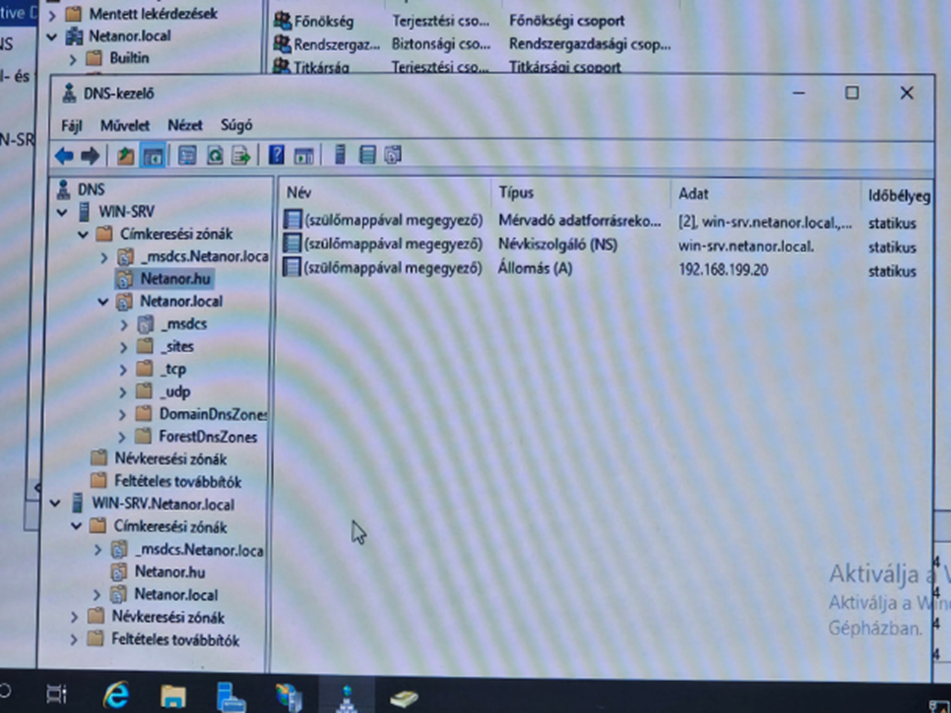 tive D
Mentett lekérdezések
Főnökség Terjesztési cso... Főnökségi csoport
Netanor.local
Rendszergaz... Biztonsági cso... Rendszergazdasági csop...
Builtin
Titkárság Terjesztési cso... Titkársági csoport
l- és
N-SR
DNS-kezelő
Fájl Művelet Nézet Súgó
DNS
WIN-SRV
Címkeresési zónák
_msdcs.Netanor.loca
Netanor.hu
Netanor.local
_msdcs
_sites
_tcp
_udp
DomainDnsZones
ForestDnsZones
Névkeresési zónák
Feltételes továbbítók
WIN-SRV.Netanor.local
Címkeresési zónák
_msdcs.Netanor.loca
Netanor.hu
Netanor.local
Névkeresési zónák
Feltételes továbbítók
Név Típus Adat Időbélyeg
(szülőmappával megegyező) Mérvadó adatforrásreko... [2], win-srv.netanor.local.,... statikus
(szülőmappával megegyező) Névkiszolgáló (NS) win-srv.netanor.local. statikus
(szülőmappával megegyező) Állomás (A) 192.168.199.20 statikus
Aktiválja a W
Aktiválja a Win
Gépházban.